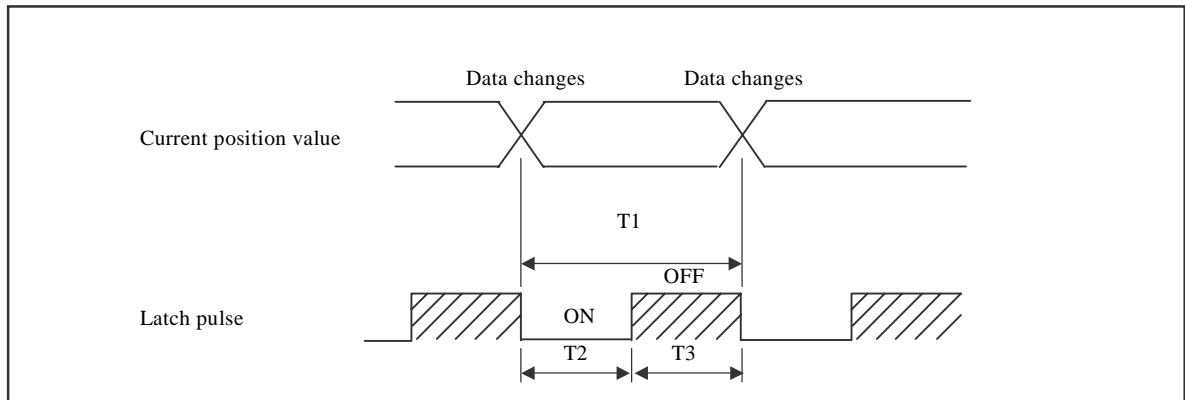 Data changes
Data changes
Current position value
T1
OFF
Latch pulse
ON
T2
T3